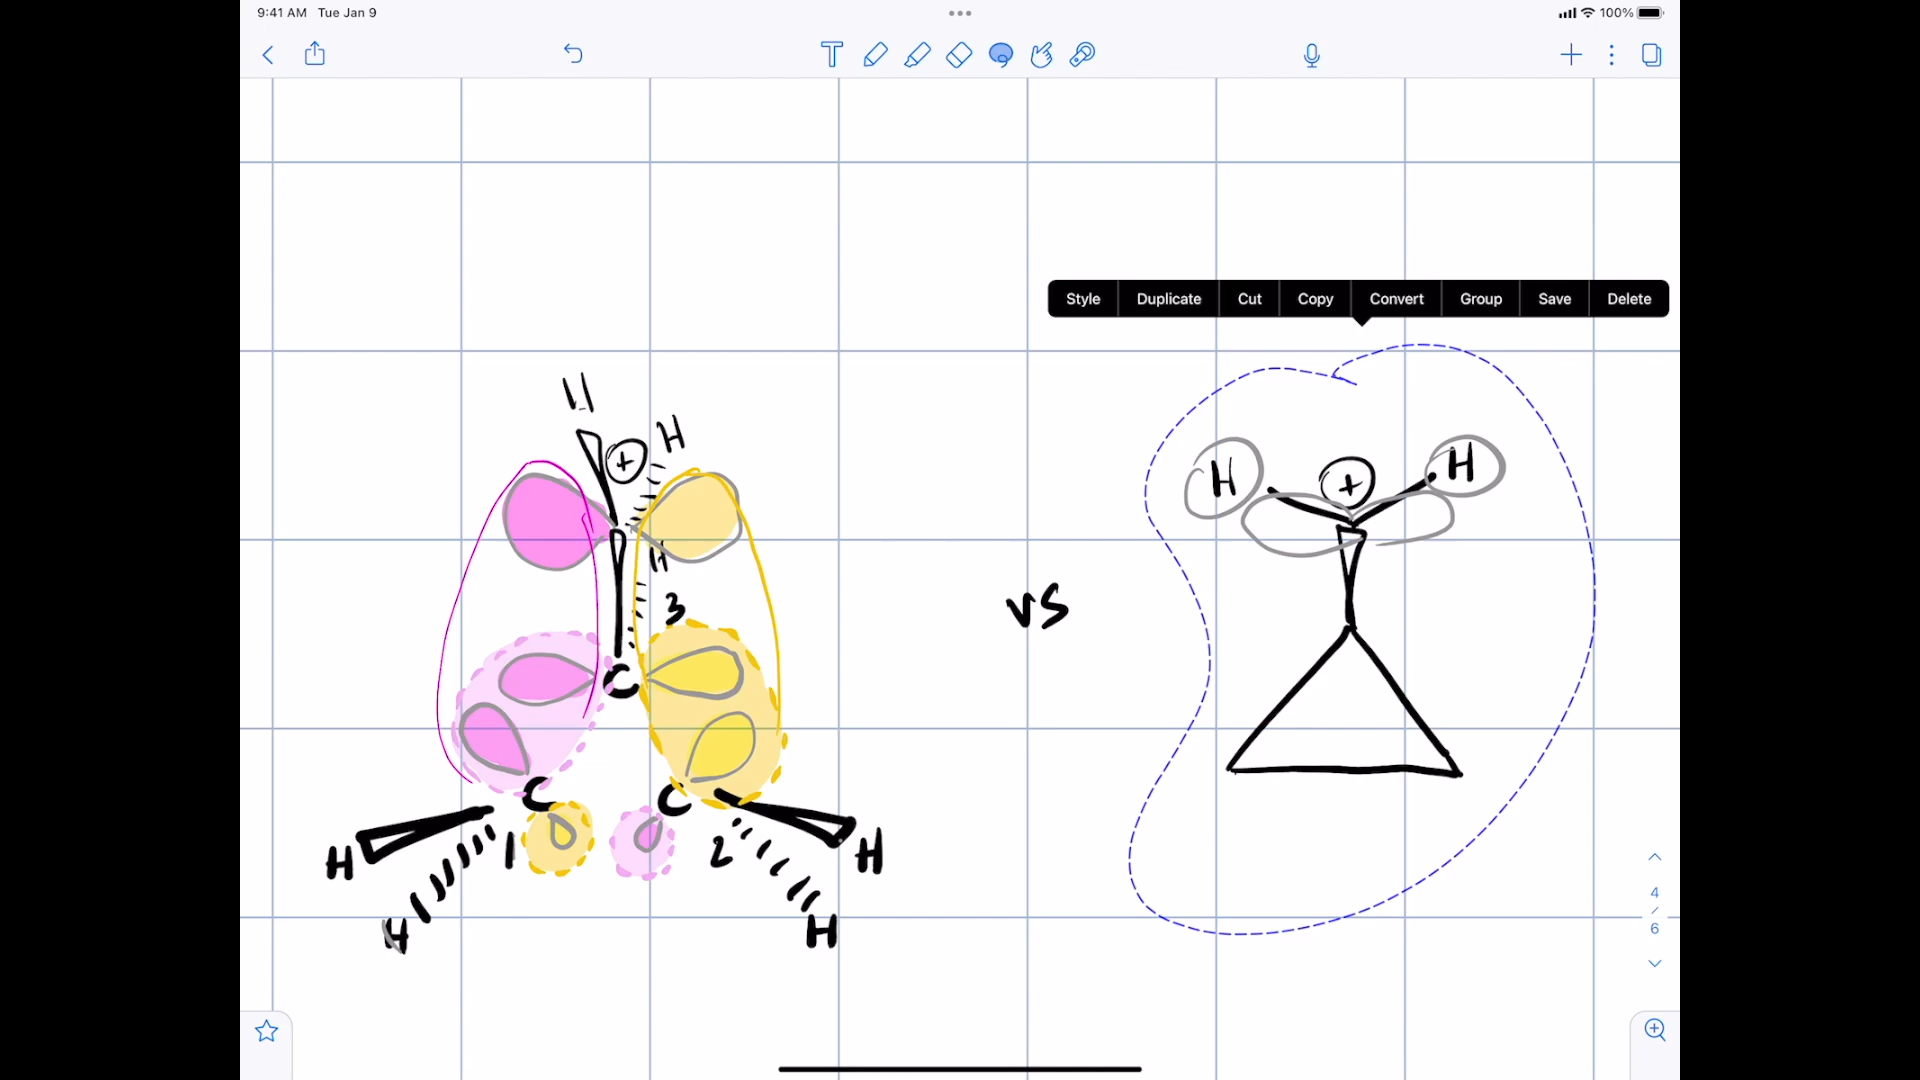 9:41 AM Tue Jan 9
100%
Style Duplicate Cut Copy Convert Group Save Delete
H
+
H
3
C
C
C
H
1
2
H
H
H
vs
H
+
H
4
/
6